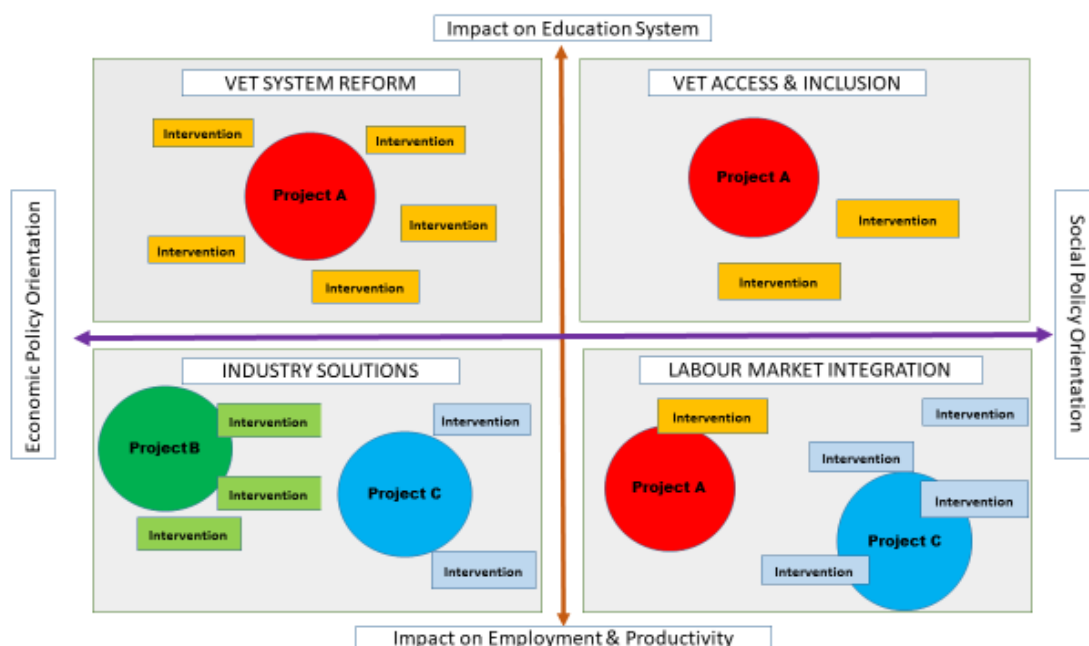 Impact on Education System
VET SYSTEM REFORM
Intervention
Intervention
Project A
Intervention
Intervention
Intervention
VET ACCESS & INCLUSION
Project A
Intervention
Intervention
Economic Policy Orientation
Social Policy Orientation
INDUSTRY SOLUTIONS
Intervention
Project B
Intervention
Intervention
Intervention
Project C
Intervention
LABOUR MARKET INTEGRATION
Intervention
Project A
Intervention
Intervention
Intervention
Project C
Intervention
Impact on Employment & Productivity